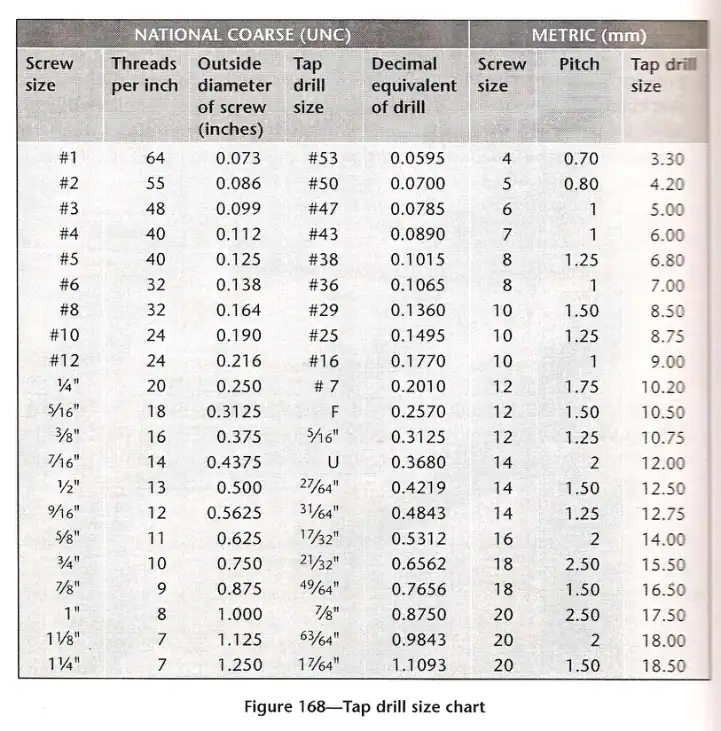 NATIONAL COARSE (UNC) METRIC (mm)
Screw Threads Outside Tap Decimal Screw Pitch Tap drill
size per inch diameter drill equivalent size size
of screw size of drill
(inches)
#1 64 0.073 #53 0.0595 4 0.70 3.30
#2 55 0.086 #50 0.0700 5 0.80 4.20
#3 48 0.099 #47 0.0785 6 1 5.00
#4 40 0.112 #43 0.0890 7 1 6.00
#5 40 0.125 #38 0.1015 8 1.25 6.80
#6 32 0.138 #36 0.1065 8 1 7.00
#8 32 0.164 #29 0.1360 10 1.50 8.50
#10 24 0.190 #25 0.1495 10 1.25 8.75
#12 24 0.216 #16 0.1770 10 1 9.00
¼" 20 0.250 # 7 0.2010 12 1.75 10.20
5/16" 18 0.3125 F 0.2570 12 1.50 10.50
⅜" 16 0.375 5/16" 0.3125 12 1.25 10.75
7/16" 14 0.4375 U 0.3680 14 2 12.00
½" 13 0.500 27/64" 0.4219 14 1.50 12.50
9/16" 12 0.5625 31/64" 0.4843 14 1.25 12.75
⅝" 11 0.625 17/32" 0.5312 16 2 14.00
¾" 10 0.750 21/32" 0.6562 18 2.50 15.50
⅞" 9 0.875 49/64" 0.7656 18 1.50 16.50
1" 8 1.000 ⅞" 0.8750 20 2.50 17.50
1⅛" 7 1.125 63/64" 0.9843 20 2 18.00
1¼" 7 1.250 17/64" 1.1093 20 1.50 18.50
Figure 168—Tap drill size chart